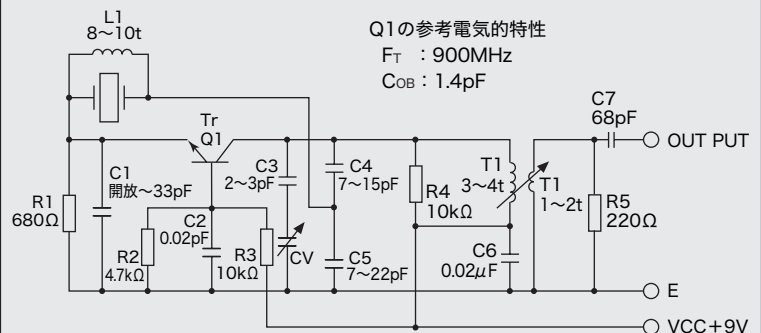 L1
8〜10t
Q1の参考電気的特性
FT ：900MHz
COB：1.4pF
C7
68pF
OUT PUT
Tr
Q1
C1
開放〜33pF
C3
2〜3pF
C4
7〜15pF
R4
10kΩ
T1
3〜4t
T1
1〜2t
R1
680Ω
R5
220Ω
C2
0.02pF
R2
4.7kΩ
R3
10kΩ
CV
C5
7〜22pF
C6
0.02μF
E
VCC＋9V